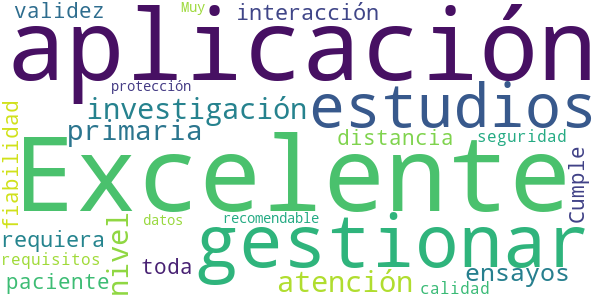 validez
Muy
interacción
aplicación
protección
investigación
estudios
primaria
distancia
seguridad
fiabilidad
Excelente
Cumple
nivel
datos
recomendable
gestionar
requiera
requisitos
toda
paciente
atención
ensayos
calidad